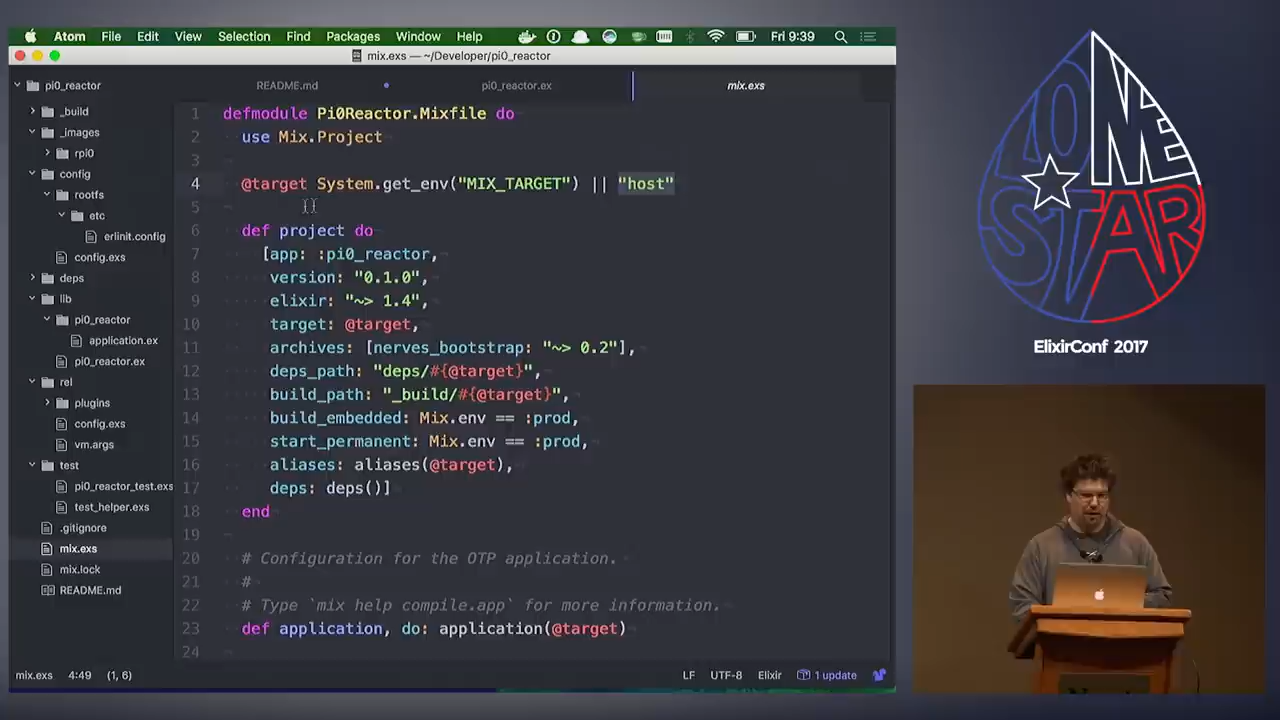 Atom File Edit View Selection Find Packages Window Help Fri 9:39
mix.exs — ~/Developer/pi0_reactor
pi0_reactor
README.md
pi0_reactor.ex
mix.exs
_build
_images
rpi0
config
rootfs
etc
erlinit.config
config.exs
deps
lib
pi0_reactor
application.ex
pi0_reactor.ex
rel
plugins
config.exs
vm.args
test
pi0_reactor_test.exs
test_helper.exs
.gitignore
mix.exs
mix.lock
README.md
1 defmodule Pi0Reactor.Mixfile do
2 use Mix.Project
3
4 @target System.get_env("MIX_TARGET") || "host"
5
6 def project do
7 [app: :pi0_reactor,
8 version: "0.1.0",
9 elixir: "~> 1.4",
10 target: @target,
11 archives: [nerves_bootstrap: "~> 0.2"],
12 deps_path: "deps/#{@target}",
13 build_path: "_build/#{@target}",
14 build_embedded: Mix.env == :prod,
15 start_permanent: Mix.env == :prod,
16 aliases: aliases(@target),
17 deps: deps()]
18 end
19
20 # Configuration for the OTP application.
21 #
22 # Type `mix help compile.app` for more information.
23 def application, do: application(@target)
24
mix.exs 4:49 (1, 6) LF UTF-8 Elixir 1 update
LONE
STAR
ElixirConf 2017